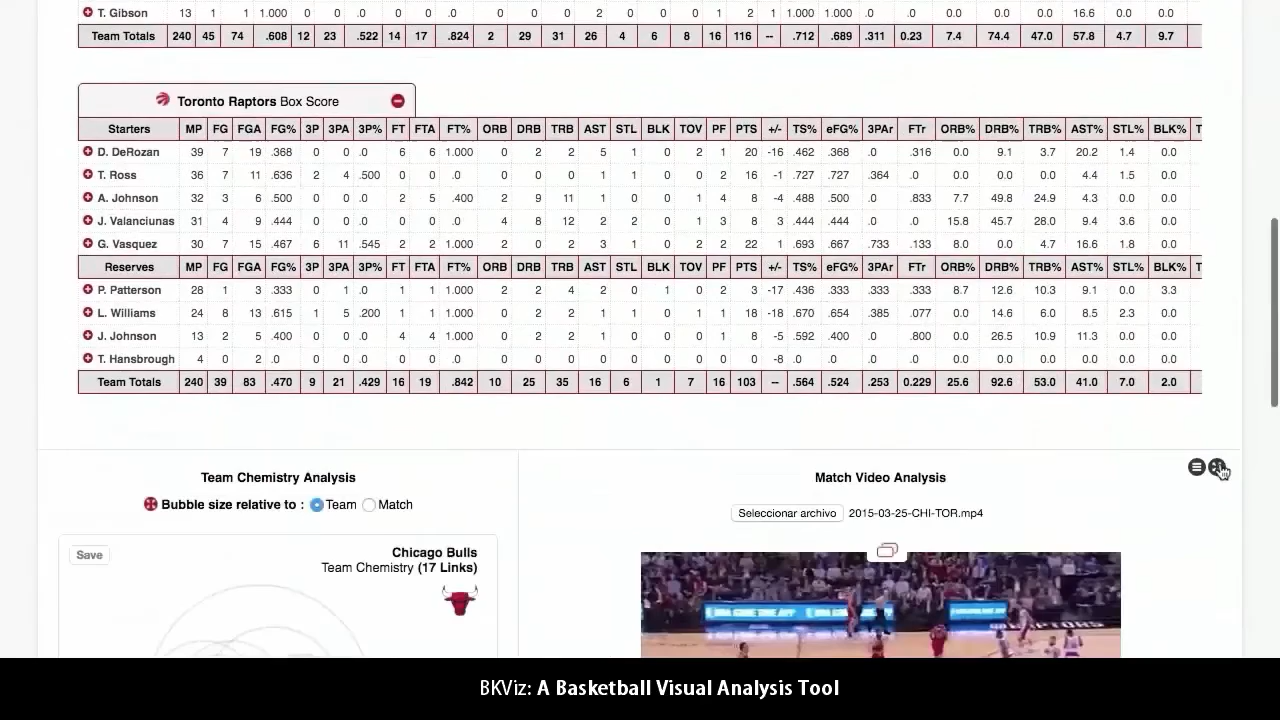 T. Gibson 13 1 1 1.000 0 0 .0 0 0 .0 0 0 0 2 0 0 0 1 2 1 1.000 1.000 .0 .0 0.0 0.0 0.0 16.6 0.0 0.0
Team Totals 240 45 74 .608 12 23 .522 14 17 .824 2 29 31 26 4 6 8 16 116 -- .712 .689 .311 0.23 7.4 74.4 47.0 57.8 4.7 9.7
Toronto Raptors Box Score
Starters MP FG FGA FG% 3P 3PA 3P% FT FTA FT% ORB DRB TRB AST STL BLK TOV PF PTS +/- TS% eFG% 3PAr FTr ORB% DRB% TRB% AST% STL% BLK% T
D. DeRozan 39 7 19 .368 0 0 .0 6 6 1.000 0 2 2 5 1 0 2 1 20 -16 .462 .368 .0 .316 0.0 9.1 3.7 20.2 1.4 0.0
T. Ross 36 7 11 .636 2 4 .500 0 0 .0 0 0 0 1 1 0 0 2 16 -1 .727 .727 .364 .0 0.0 0.0 0.0 4.4 1.5 0.0
A. Johnson 32 3 6 .500 0 0 .0 2 5 .400 2 9 11 1 0 0 1 4 8 -4 .488 .500 .0 .833 7.7 49.8 24.9 4.3 0.0 0.0
J. Valanciunas 31 4 9 .444 0 0 .0 0 0 .0 4 8 12 2 2 0 1 3 8 3 .444 .444 .0 .0 15.8 45.7 28.0 9.4 3.6 0.0
G. Vasquez 30 7 15 .467 6 11 .545 2 2 1.000 2 0 2 3 1 0 2 2 22 1 .693 .667 .733 .133 8.0 0.0 4.7 16.6 1.8 0.0
Reserves MP FG FGA FG% 3P 3PA 3P% FT FTA FT% ORB DRB TRB AST STL BLK TOV PF PTS +/- TS% eFG% 3PAr FTr ORB% DRB% TRB% AST% STL% BLK% T
P. Patterson 28 1 3 .333 0 1 .0 1 1 1.000 2 2 4 2 0 1 0 2 3 -17 .436 .333 .333 .333 8.7 12.6 10.3 9.1 0.0 3.3
L. Williams 24 8 13 .615 1 5 .200 1 1 1.000 0 2 2 1 1 0 1 1 18 -18 .670 .654 .385 .077 0.0 14.6 6.0 8.5 2.3 0.0
J. Johnson 13 2 5 .400 0 0 .0 4 4 1.000 0 2 2 1 0 0 0 1 8 -5 .592 .400 .0 .800 0.0 26.5 10.9 11.3 0.0 0.0
T. Hansbrough 4 0 2 .0 0 0 .0 0 0 .0 0 0 0 0 0 0 0 0 0 -8 .0 .0 .0 .0 0.0 0.0 0.0 0.0 0.0 0.0
Team Totals 240 39 83 .470 9 21 .429 16 19 .842 10 25 35 16 6 1 7 16 103 -- .564 .524 .253 0.229 25.6 92.6 53.0 41.0 7.0 2.0
Team Chemistry Analysis
Bubble size relative to : Team Match
Save
Chicago Bulls
Team Chemistry (17 Links)
Match Video Analysis
Seleccionar archivo 2015-03-25-CHI-TOR.mp4
BKViz: A Basketball Visual Analysis Tool